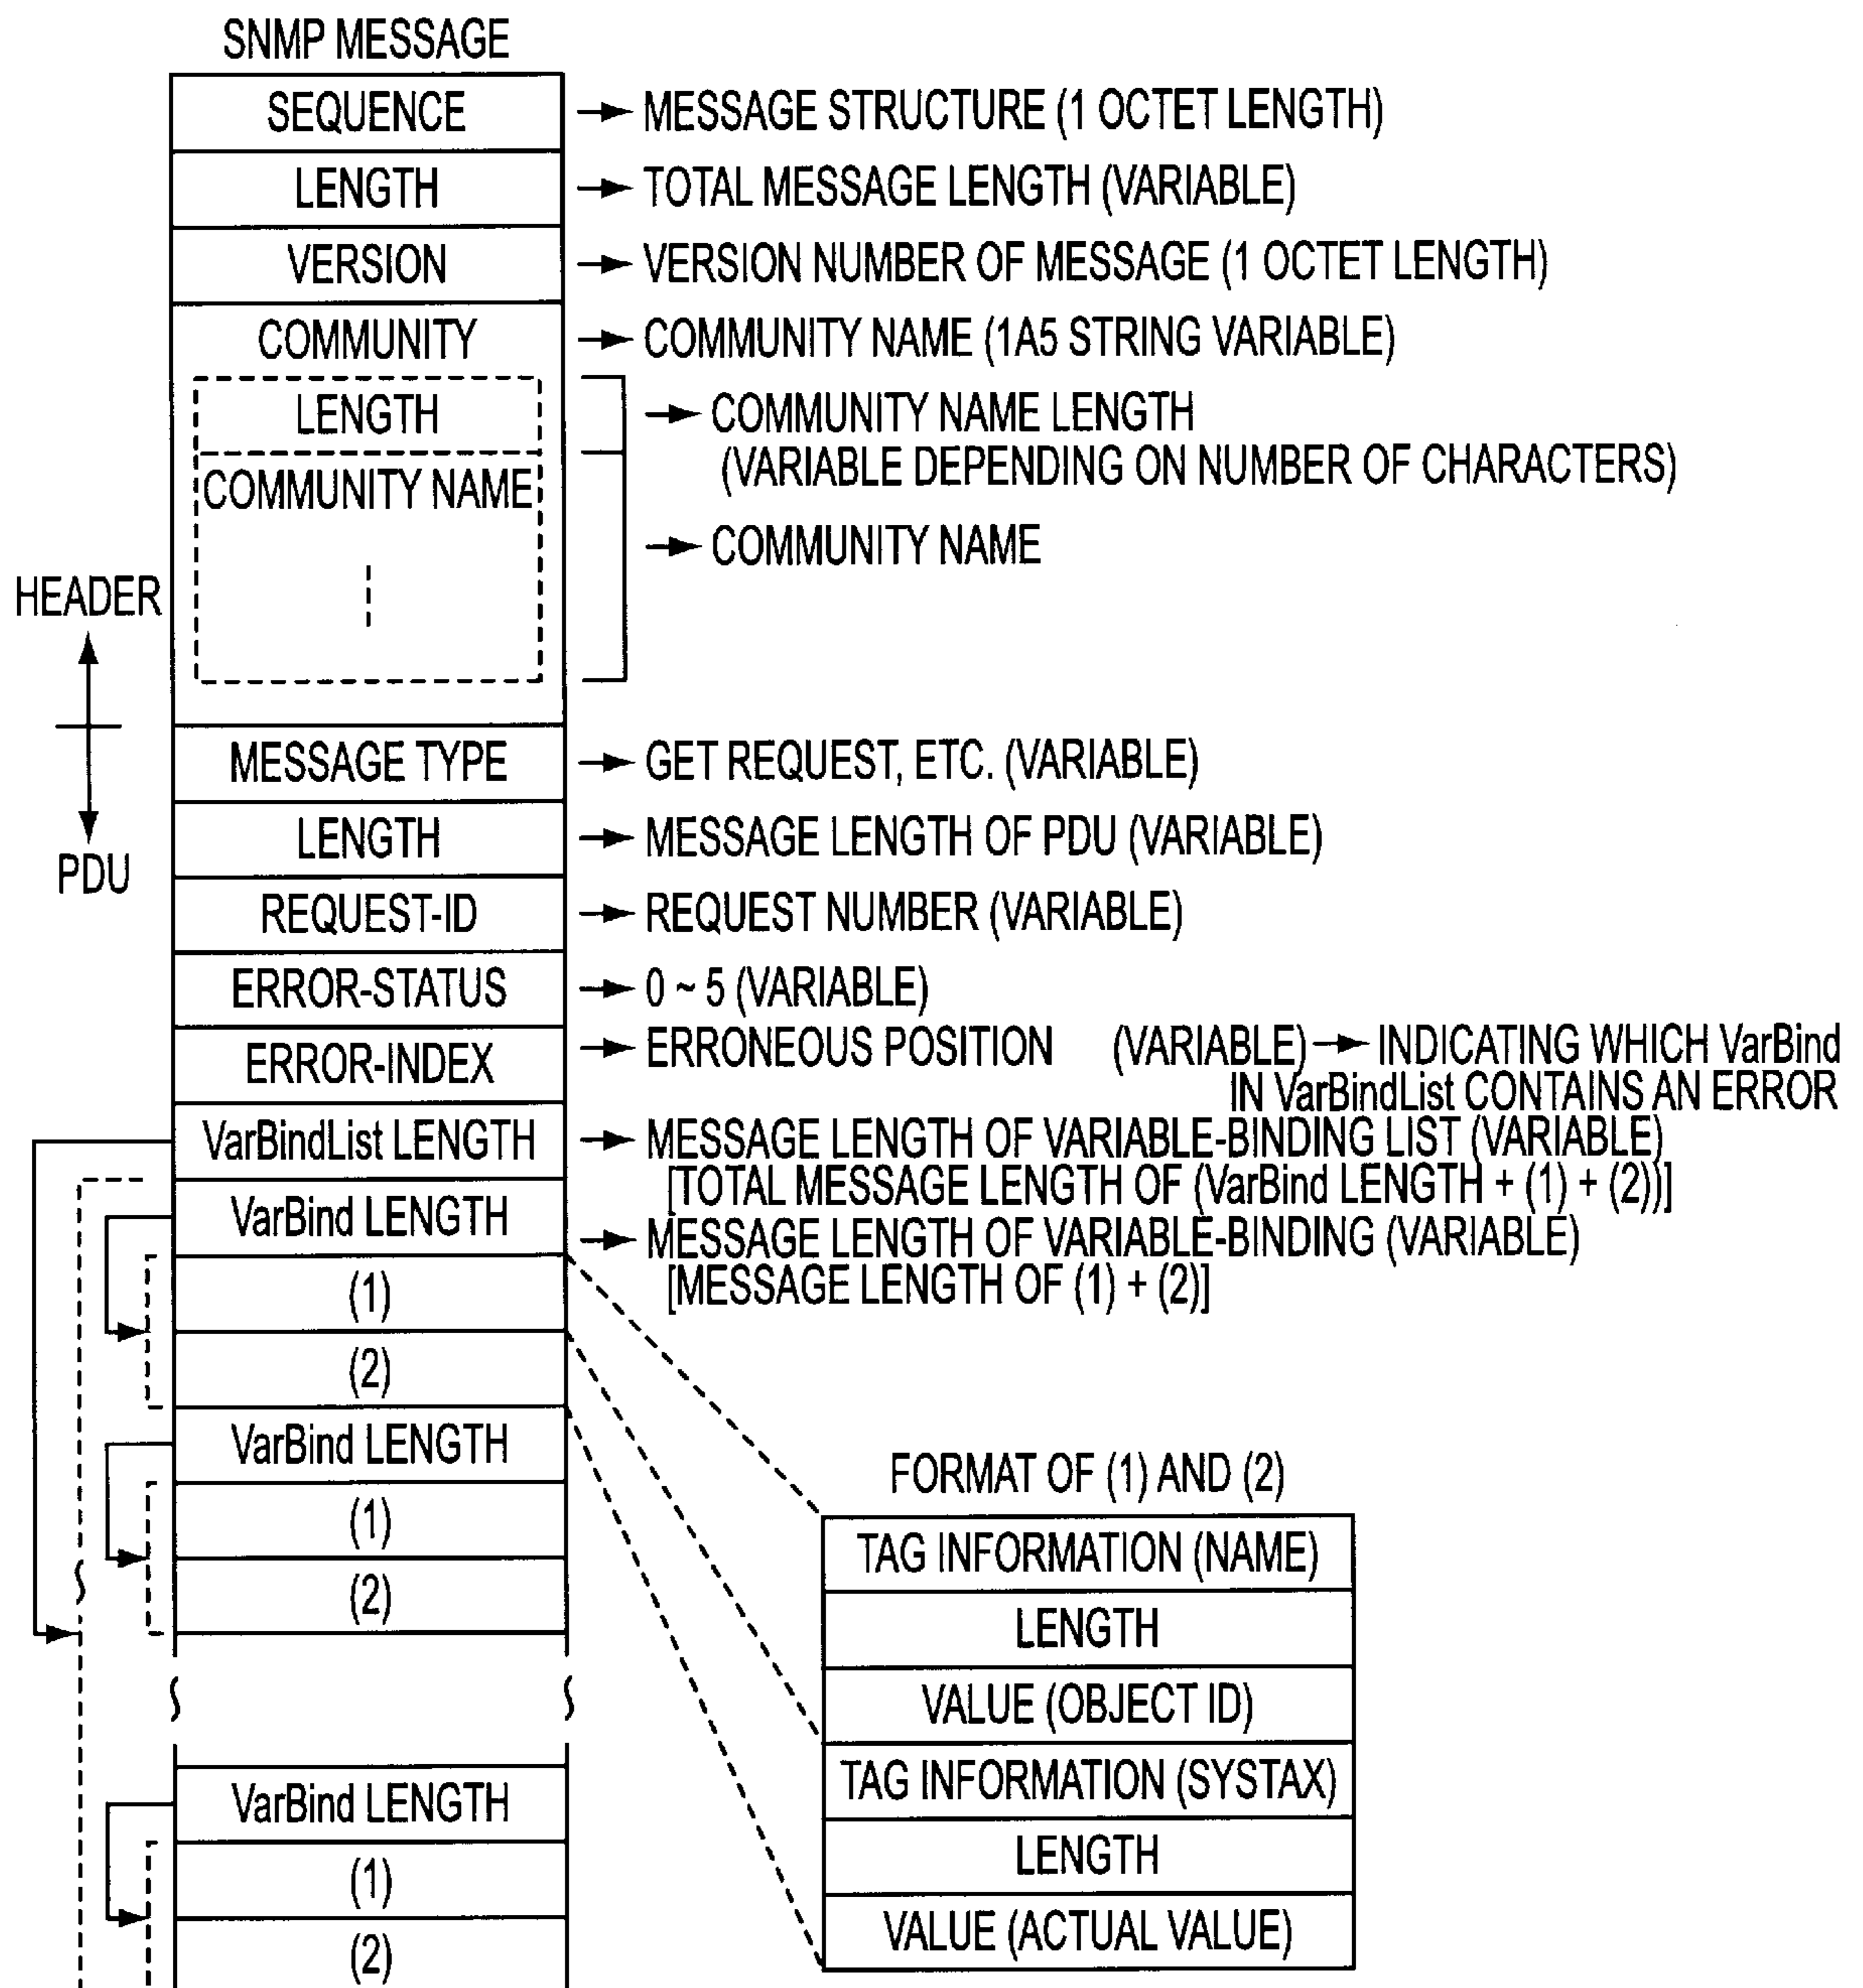 SNMP MESSAGE
SEQUENCE → MESSAGE STRUCTURE (1 OCTET LENGTH)
LENGTH → TOTAL MESSAGE LENGTH (VARIABLE)
VERSION → VERSION NUMBER OF MESSAGE (1 OCTET LENGTH)
COMMUNITY → COMMUNITY NAME (1A5 STRING VARIABLE)
LENGTH → COMMUNITY NAME LENGTH
(VARIABLE DEPENDING ON NUMBER OF CHARACTERS)
COMMUNITY NAME
→ COMMUNITY NAME
HEADER
MESSAGE TYPE → GET REQUEST, ETC. (VARIABLE)
LENGTH → MESSAGE LENGTH OF PDU (VARIABLE)
PDU
REQUEST-ID → REQUEST NUMBER (VARIABLE)
ERROR-STATUS → 0 ~ 5 (VARIABLE)
ERROR-INDEX → ERRONEOUS POSITION (VARIABLE) → INDICATING WHICH VarBind
IN VarBindList CONTAINS AN ERROR
VarBindList LENGTH → MESSAGE LENGTH OF VARIABLE-BINDING LIST (VARIABLE)
[TOTAL MESSAGE LENGTH OF (VarBind LENGTH + (1) + (2))]
VarBind LENGTH → MESSAGE LENGTH OF VARIABLE-BINDING (VARIABLE)
[MESSAGE LENGTH OF (1) + (2)]
(1)
(2)
VarBind LENGTH
(1)
(2)
VarBind LENGTH
(1)
(2)
FORMAT OF (1) AND (2)
TAG INFORMATION (NAME)
LENGTH
VALUE (OBJECT ID)
TAG INFORMATION (SYSTAX)
LENGTH
VALUE (ACTUAL VALUE)